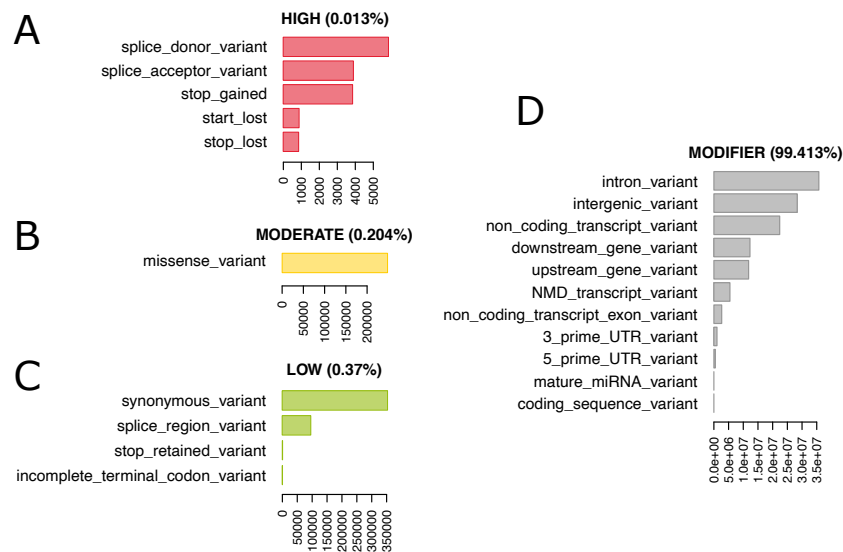 A
HIGH (0.013%)
splice_donor_variant
splice_acceptor_variant
stop_gained
start_lost
stop_lost
0 1000 2000 3000 4000 5000
B
MODERATE (0.204%)
missense_variant
0 50000 100000 150000 200000
C
LOW (0.37%)
synonymous_variant
splice_region_variant
stop_retained_variant
incomplete_terminal_codon_variant
0 50000 100000 150000 200000 250000 300000 350000
D
MODIFIER (99.413%)
intron_variant
intergenic_variant
non_coding_transcript_variant
downstream_gene_variant
upstream_gene_variant
NMD_transcript_variant
non_coding_transcript_exon_variant
3_prime_UTR_variant
5_prime_UTR_variant
mature_miRNA_variant
coding_sequence_variant
0.0e+00 5.0e+06 1.0e+07 1.5e+07 2.0e+07 2.5e+07 3.0e+07 3.5e+07